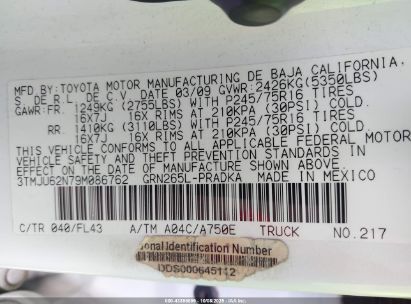 MFD.BY:TOYOTA MOTOR MANUFACTURING DE BAJA CALIFORNIA,
S. DE R.L. DE C.V. DATE 03/09 GVWR 2426KG(5350LBS)
GAWR:FR. 1249KG (2755LBS) WITH P245/75R16 TIRES
16X7J 16X RIMS AT 210KPA (30PSI) COLD.
RR. 1410KG (3110LBS) WITH P245/75R16 TIRES
16X7J 16X RIMS AT 210KPA (30PSI) COLD.
THIS VEHICLE CONFORMS TO ALL APPLICABLE FEDERAL MOTOR
VEHICLE SAFETY AND THEFT PREVENTION STANDARDS IN
EFFECT ON THE DATE OF MANUFACTURE SHOWN ABOVE.
3TMJU62N79M086762 GRN265L-PRADKA MADE IN MEXICO
C/TR 040/FL43 A/TM A04C/A750E TRUCK NO.217
Identification Number
DDS000645112